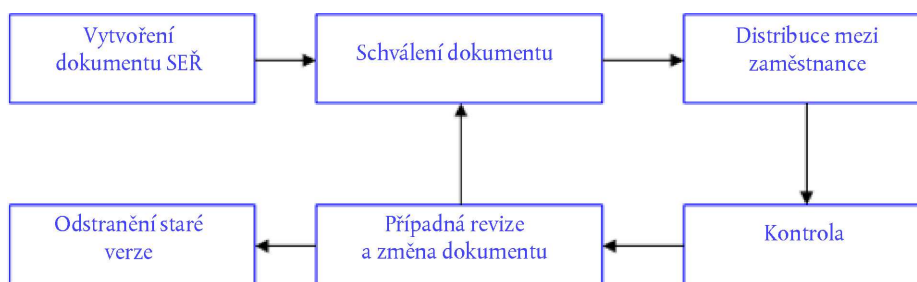 Vytvoření
dokumentu SEŘ
Schválení dokumentu
Distribuce mezi
zaměstnance
Odstranění staré
verze
Případná revize
a změna dokumentu
Kontrola